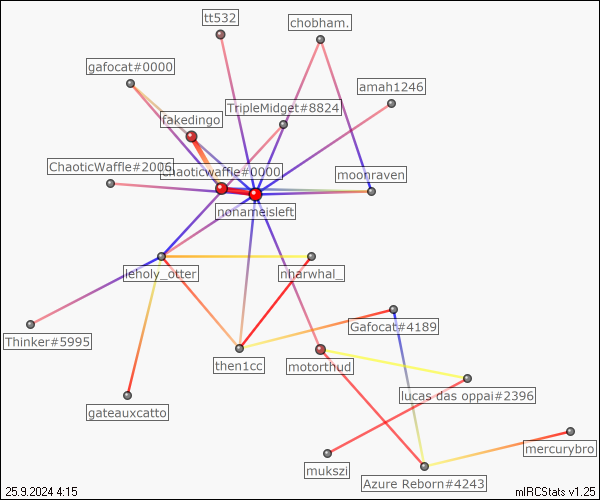 tt532
chobham.
gafocat#0000
amah1246
TripleMidget#8824
fakedingo
ChaoticWaffle#2006
chaoticwaffle#0000
moonraven
nonameisleft
leholy_otter
nharwhal_
Gafocat#4189
Thinker#5995
then1cc
motorthud
lucas das oppai#2396
gateauxcatto
mercurybro
mukszi
Azure Reborn#4243
25.9.2024 4:15
mIRCStats v1.25